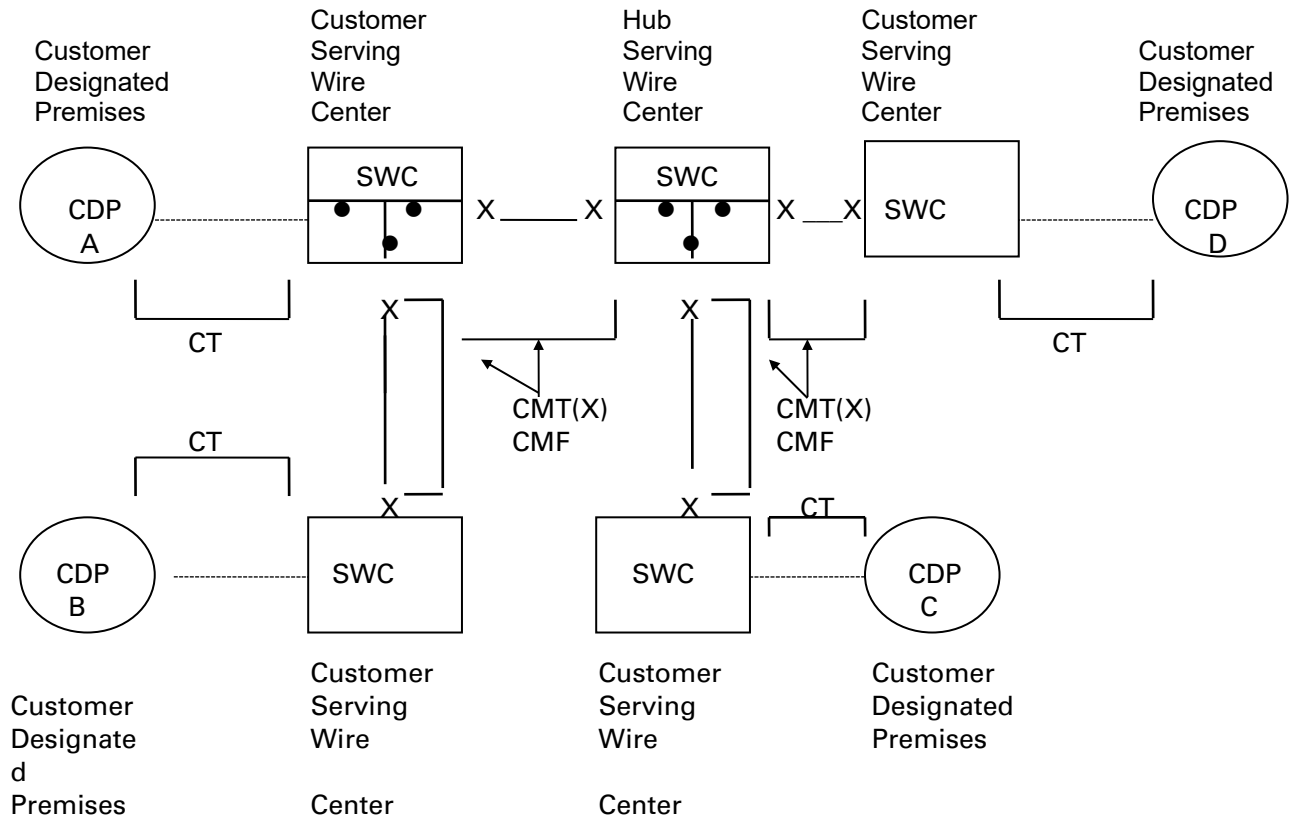 Customer
Designated
Premises
Customer
Serving
Wire
Center
Hub
Serving
Wire
Center
Customer
Serving
Wire
Center
Customer
Designated
Premises
CDP
A
SWC
X X
SWC
X X
SWC
CDP
D
CT
X
X
CT
CMT(X)
CMF
CMT(X)
CMF
CT
X
X
CT
CDP
B
SWC
SWC
CDP
C
Customer
Designate
d
Premises
Customer
Serving
Wire
Center
Customer
Serving
Wire
Center
Customer
Designated
Premises